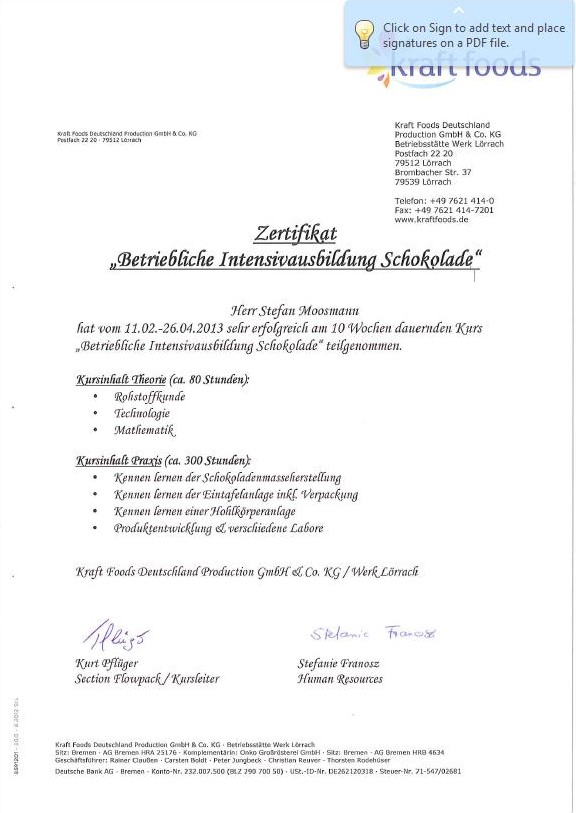 Click on Sign to add text and place
signatures on a PDF file.
kraft foods
Kraft Foods Deutschland Production GmbH & Co. KG
Postfach 22 20 · 79512 Lörrach
Kraft Foods Deutschland
Production GmbH & Co. KG
Betriebsstätte Werk Lörrach
Postfach 22 20
79512 Lörrach
Brombacher Str. 37
79539 Lörrach
Telefon: +49 7621 414-0
Fax: +49 7621 414-7201
www.kraftfoods.de
Zertifikat
„Betriebliche Intensivausbildung Schokolade“
Herr Stefan Moosmann
hat vom 11.02.-26.04.2013 sehr erfolgreich am 10 Wochen dauernden Kurs
„Betriebliche Intensivausbildung Schokolade“ teilgenommen.
Kursinhalt Theorie (ca. 80 Stunden):
• Rohstoffkunde
• Technologie
• Mathematik
Kursinhalt Praxis (ca. 300 Stunden):
• Kennen lernen der Schokoladenmasseherstellung
• Kennen lernen der Eintafelanlage inkl. Verpackung
• Kennen lernen einer Hohlkörperanlage
• Produktentwicklung & verschiedene Labore
Kraft Foods Deutschland Production GmbH & Co. KG / Werk Lörrach
Stefanie Franosz
Kurt Pflüger
Section Flowpack / Kursleiter
Stefanie Franosz
Human Resources
Kraft Foods Deutschland Production GmbH & Co. KG · Betriebsstätte Werk Lörrach
Sitz: Bremen · AG Bremen HRA 25176 · Komplementärin: Onko Großrösterei GmbH · Sitz: Bremen · AG Bremen HRB 4634
Geschäftsführer: Rainer Claußen · Carsten Boldt · Peter Jungbeck · Christian Reuver · Thorsten Rodehüser
Deutsche Bank AG · Bremen · Konto-Nr. 232.007.500 (BLZ 290 700 50) · USt.-ID-Nr. DE262120318 · Steuer-Nr. 71-547/02681